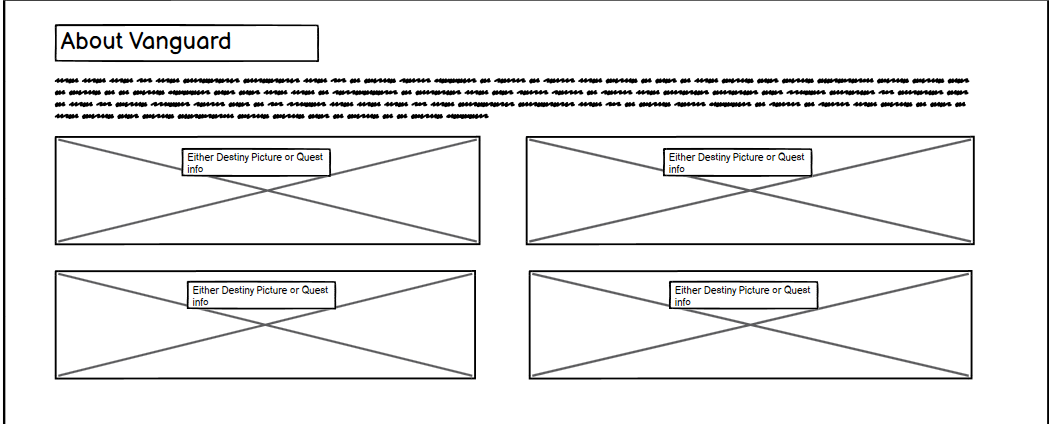 About Vanguard
Either Destiny Picture or Quest
info
Either Destiny Picture or Quest
info
Either Destiny Picture or Quest
info
Either Destiny Picture or Quest
info